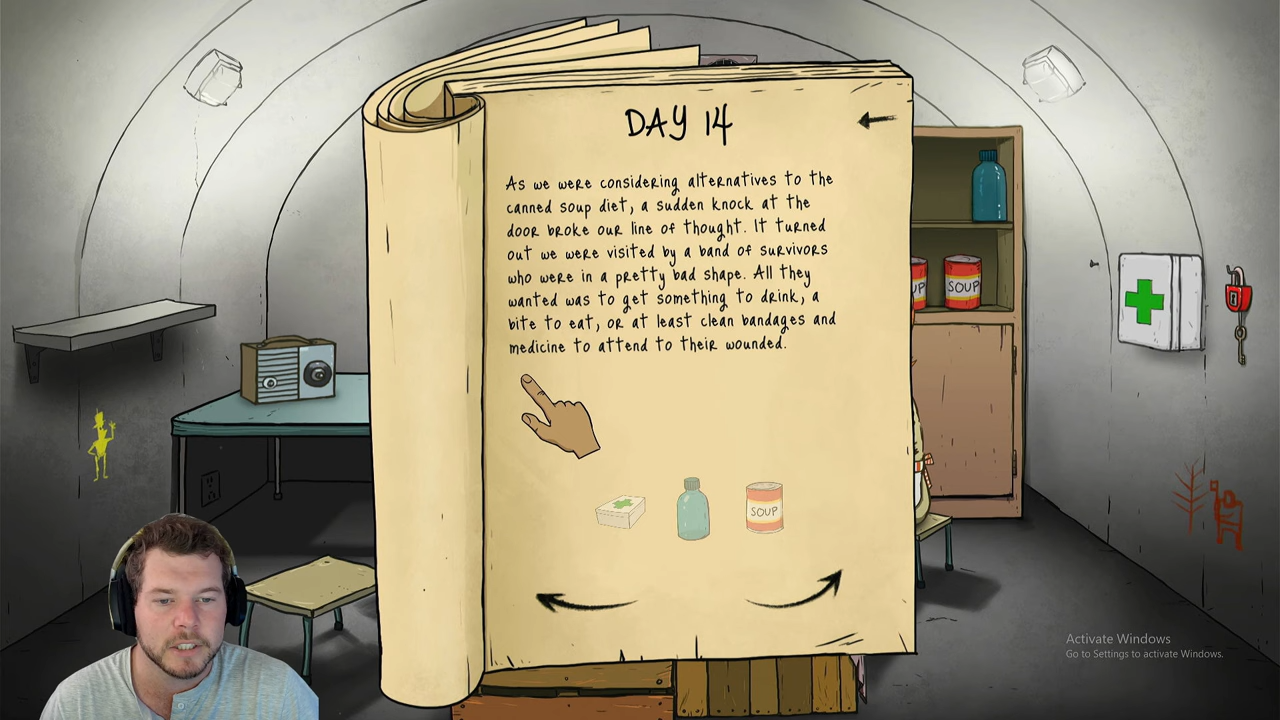 DAY 14
As we were considering alternatives to the
canned soup diet, a sudden knock at the
door broke our line of thought. It turned
out we were visited by a band of survivors
who were in a pretty bad shape. All they
wanted was to get something to drink, a
bite to eat, or at least clean bandages and
medicine to attend to their wounded.
UP
SOUP
SOUP
Activate Windows
Go to Settings to activate Windows.